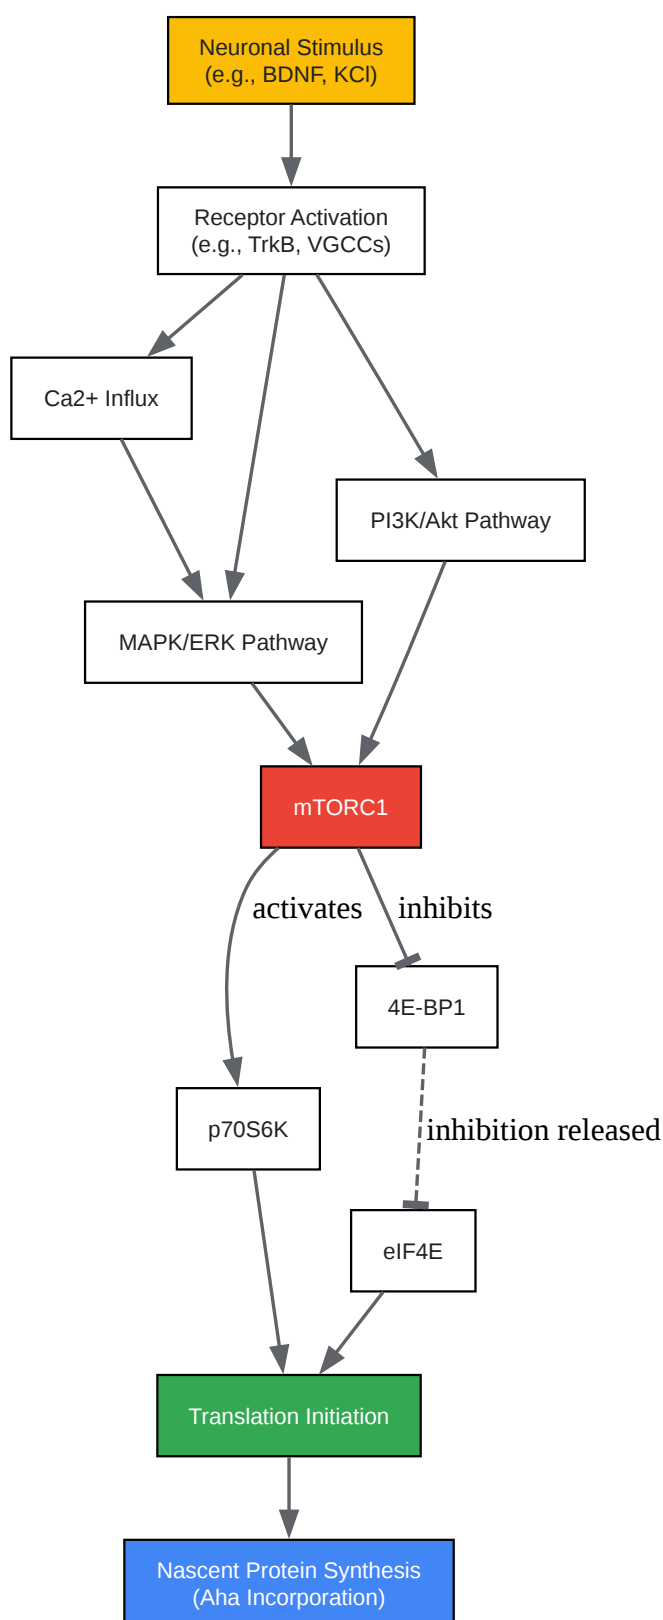 Neuronal Stimulus
(e.g., BDNF, KCl)
Receptor Activation
(e.g., TrkB, VGCCs)
Ca2+ Influx
PI3K/Akt Pathway
MAPK/ERK Pathway
mTORC1
activates
inhibits
4E-BP1
p70S6K
inhibition released
eIF4E
Translation Initiation
Nascent Protein Synthesis
(Aha Incorporation)